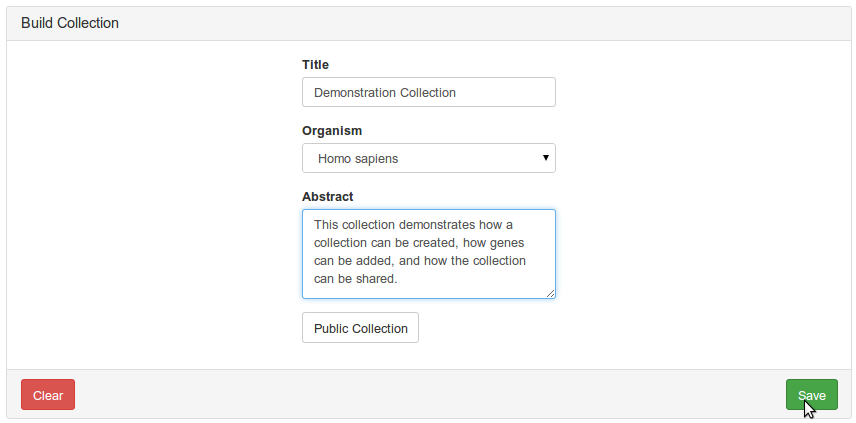 Build Collection
Title
Demonstration Collection
Organism
Homo sapiens
Abstract
This collection demonstrates how a
collection can be created, how genes
can be added, and how the collection
can be shared.
Public Collection
Clear
Save